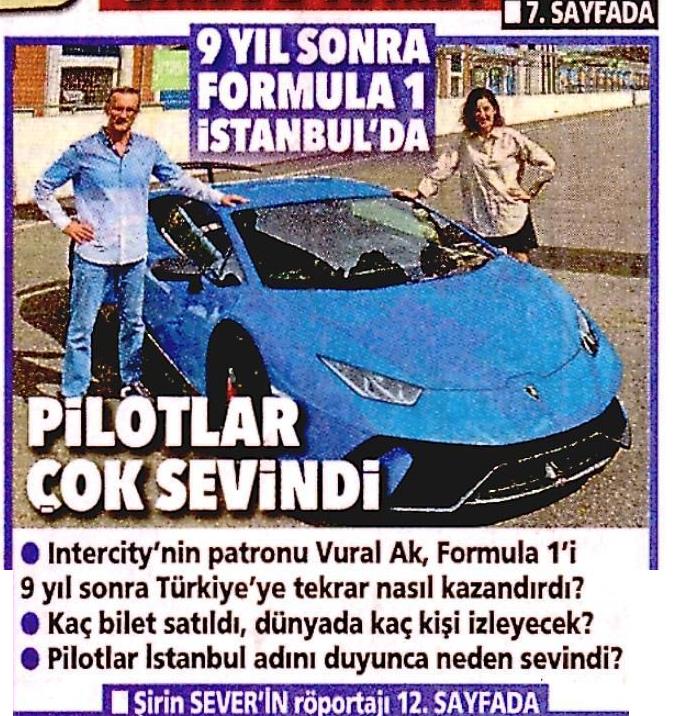 7. SAYFADA
9 YIL SONRA
FORMULA 1
İSTANBUL'DA
PİLOTLAR
ÇOK SEVİNDİ
Intercity'nin patronu Vural Ak, Formula 1'i
9 yıl sonra Türkiye'ye tekrar nasıl kazandırdı?
Kaç bilet satıldı, dünyada kaç kişi izleyecek?
Pilotlar İstanbul adını duyunca neden sevindi?
Şirin SEVER'İN röportajı 12. SAYFADA